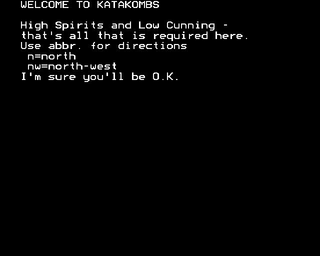 WELCOME TO KATAKOMBS
High Spirits and Low Cunning -
that's all that is required here.
Use abbr. for directions
n=north
nw=north-west
I'm sure you'll be O.K.